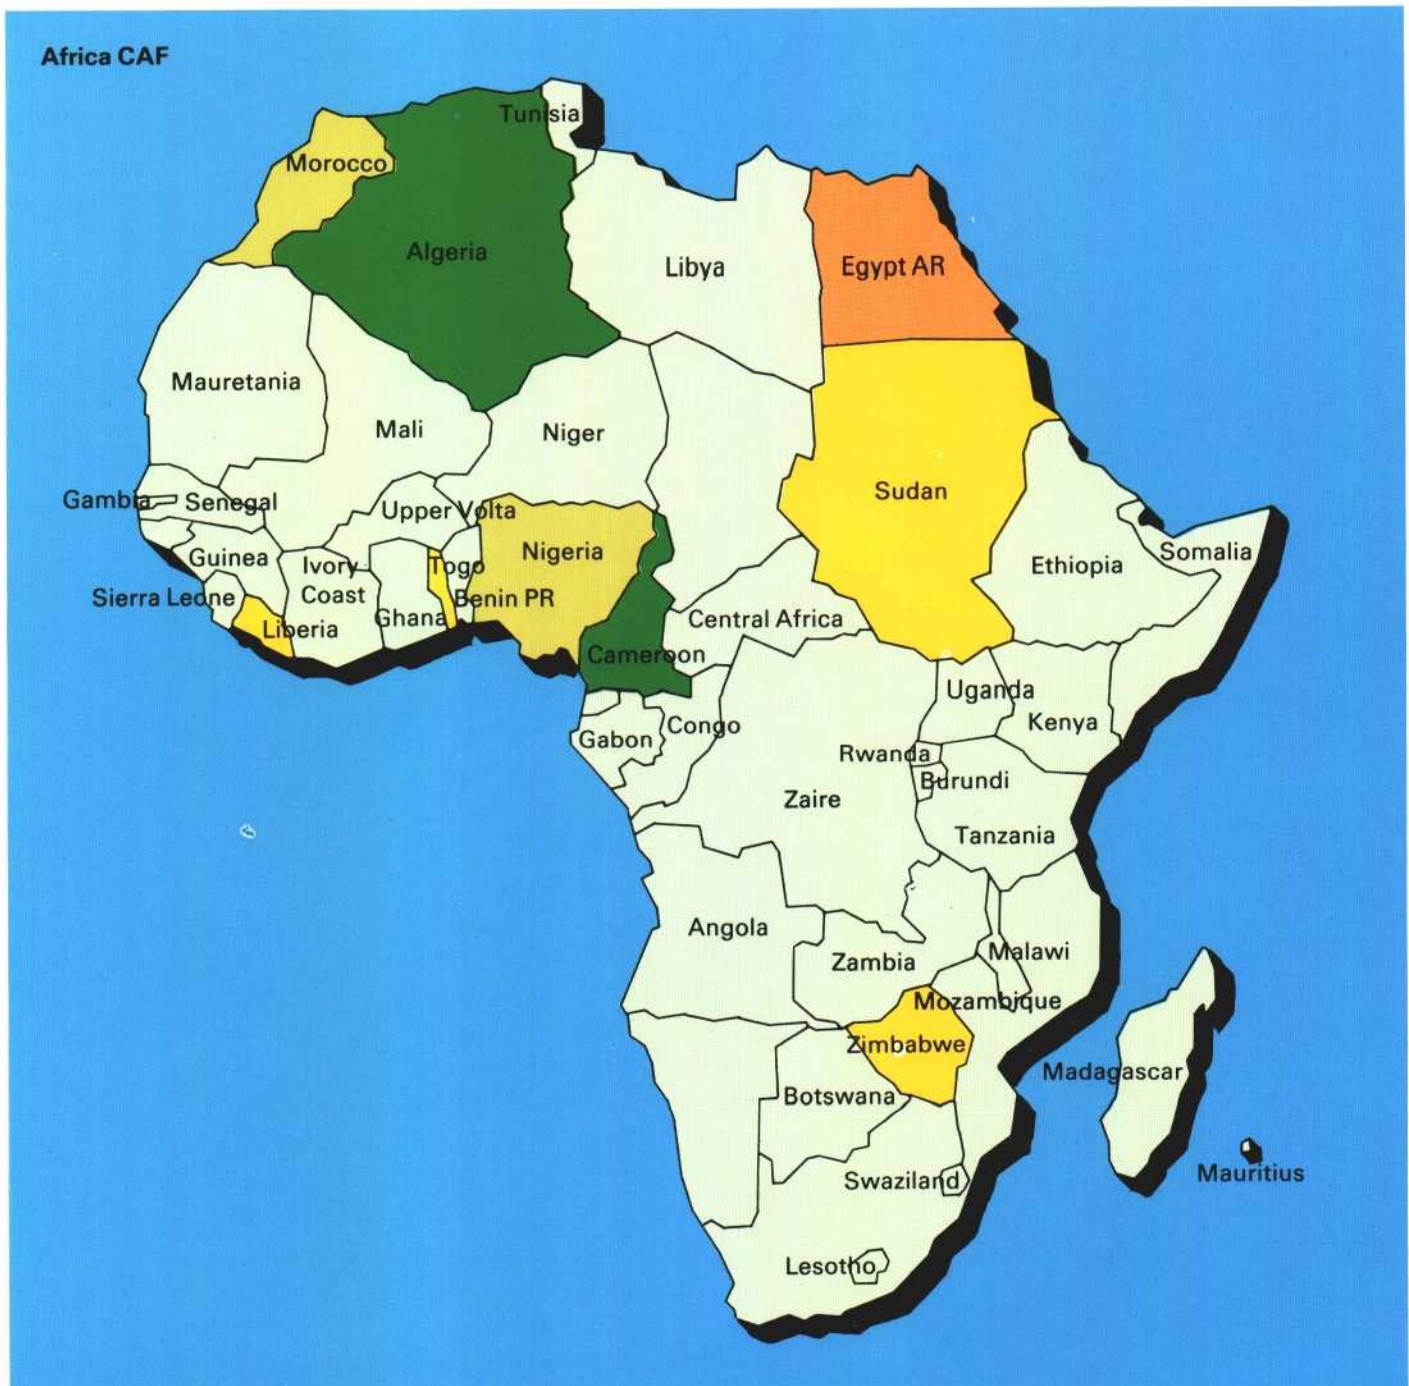 Africa CAF
Tunisia
Morocco
Algeria
Libya
Egypt AR
Mauretania
Mali
Niger
Sudan
Gambia
Senegal
Upper Volta
Guinea
Ivory
Coast
Togo
Nigeria
Ethiopia
Somalia
Sierra Leone
Liberia
Ghana
Benin PR
Central Africa
Cameroon
Uganda
Kenya
Gabon
Congo
Rwanda
Burundi
Zaire
Tanzania
Angola
Zambia
Malawi
Mozambique
Zimbabwe
Madagascar
Botswana
Mauritius
Swaziland
Lesotho